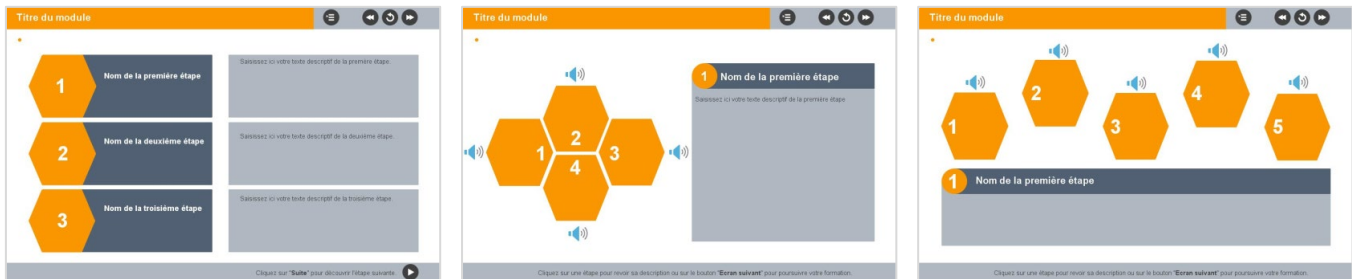 Titre du module
1
Nom de la première étape
Saisissez ici votre texte descriptif de la première étape.
2
Nom de la deuxième étape
Saisissez ici votre texte descriptif de la deuxième étape.
3
Nom de la troisième étape
Saisissez ici votre texte descriptif de la troisième étape.
Cliquez sur "Suite" pour découvrir l'étape suivante.
Titre du module
1
2
3
4
1
Nom de la première étape
Saisissez ici votre texte descriptif de la première étape
Cliquez sur une étape pour revoir sa description ou sur le bouton "Ecran suivant" pour poursuivre votre formation.
Titre du module
1
2
3
4
5
1
Nom de la première étape
Cliquez sur une étape pour revoir sa description ou sur le bouton "Ecran suivant" pour poursuivre votre formation.